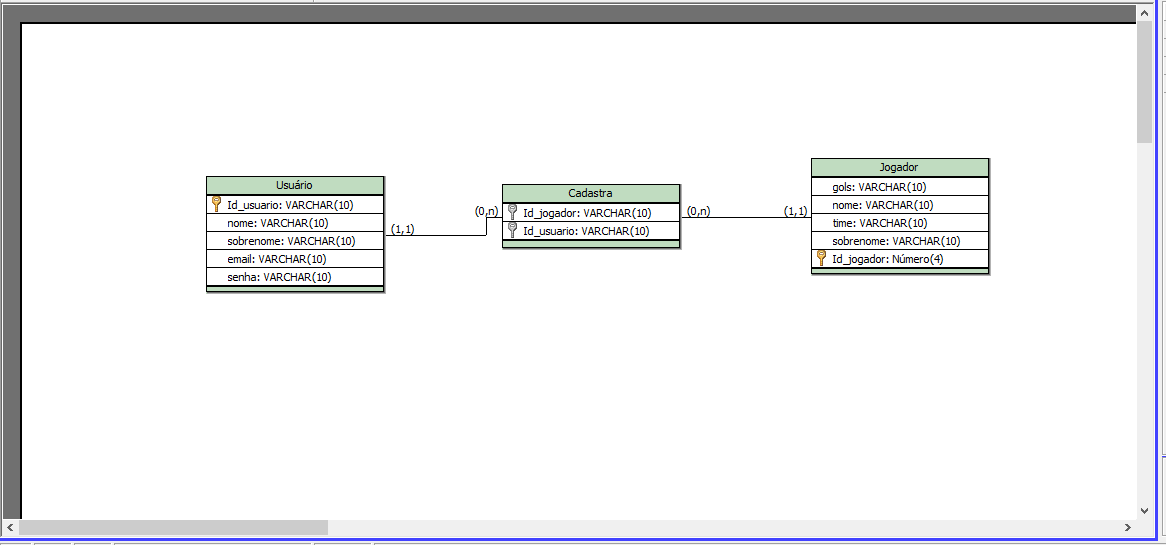 Usuário
Id_usuario: VARCHAR(10)
nome: VARCHAR(10)
sobrenome: VARCHAR(10)
email: VARCHAR(10)
senha: VARCHAR(10)
(1,1)
(0,n)
Cadastra
Id_jogador: VARCHAR(10)
Id_usuario: VARCHAR(10)
(0,n)
(1,1)
Jogador
gols: VARCHAR(10)
nome: VARCHAR(10)
time: VARCHAR(10)
sobrenome: VARCHAR(10)
Id_jogador: Número(4)